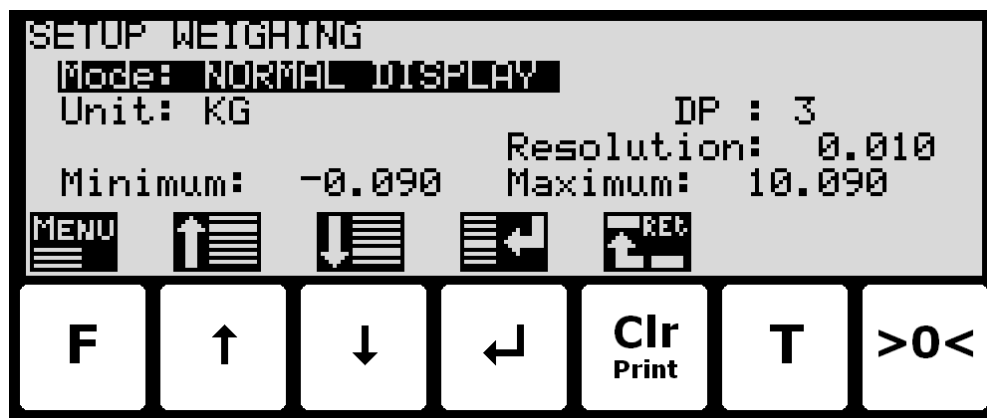 SETUP WEIGHING
Mode: NORMAL DISPLAY
Unit: KG DP : 3
Resolution: 0.010
Minimum: -0.090 Maximum: 10.090
MENU Ret
F ↑ ↓ ↵ Clr T >0<
Print